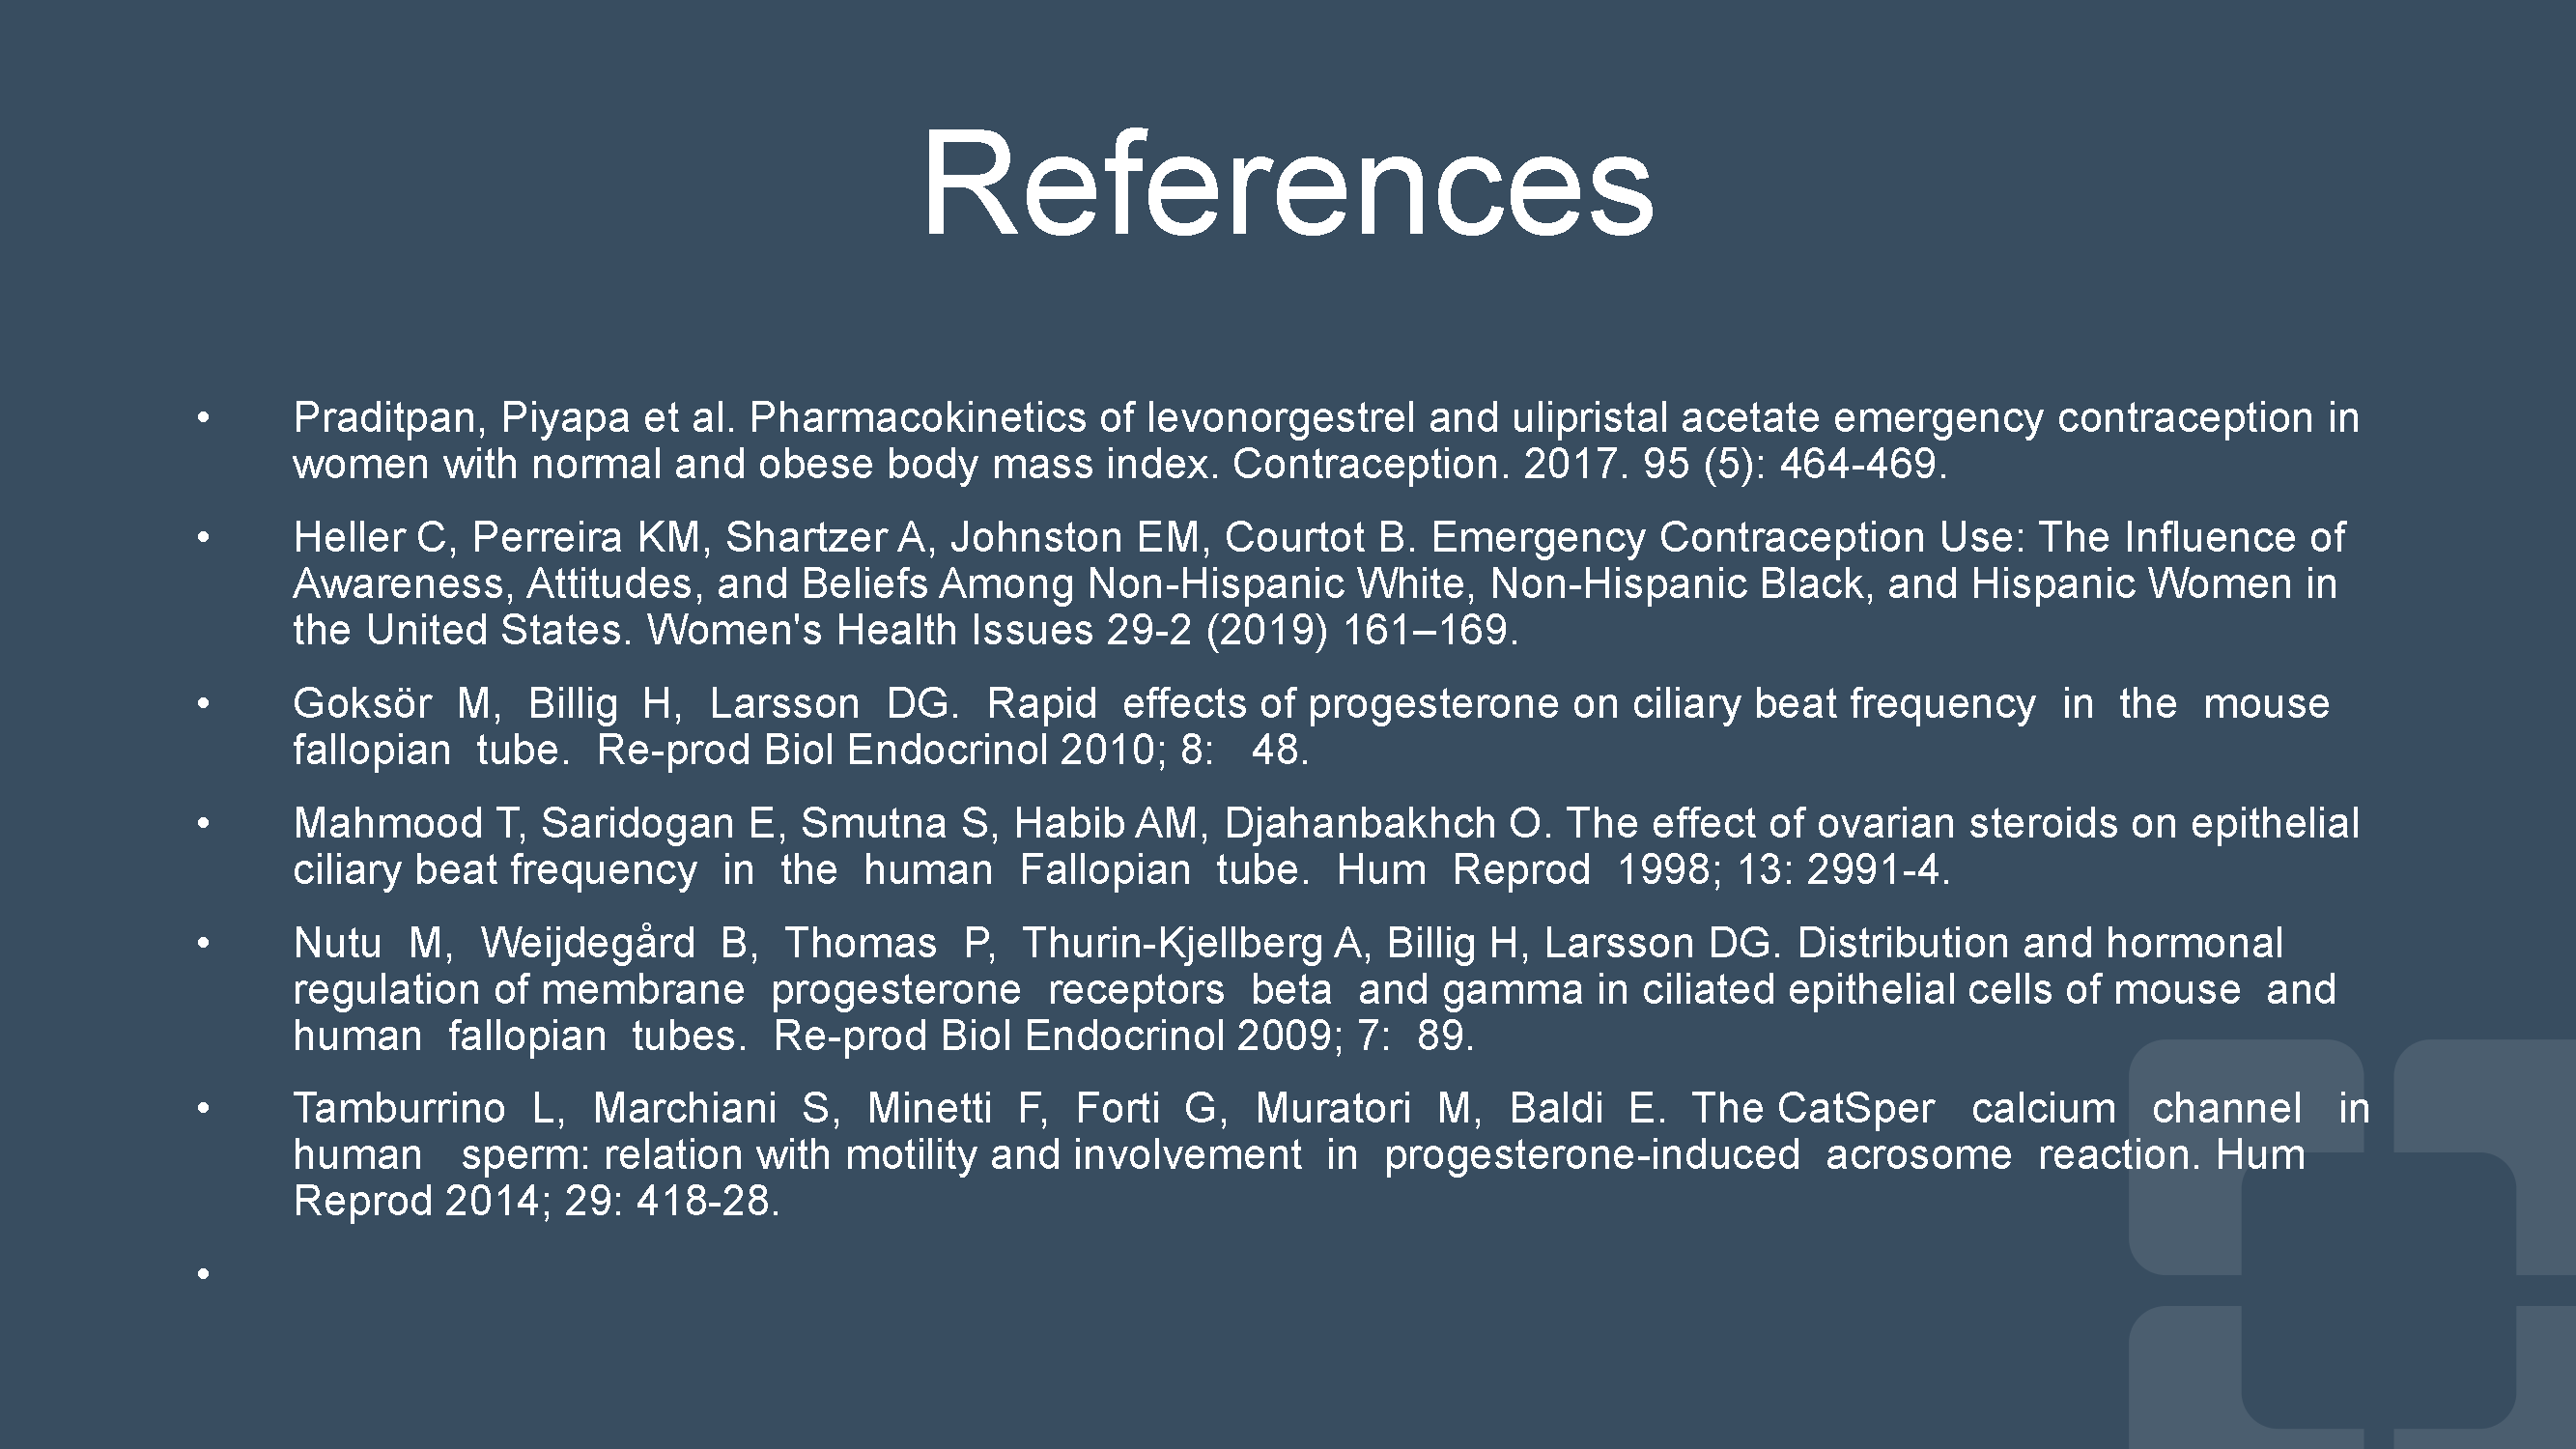 References
• Praditpan, Piyapa et al. Pharmacokinetics of levonorgestrel and ulipristal acetate emergency contraception in
women with normal and obese body mass index. Contraception. 2017. 95 (5): 464-469.
• Heller C, Perreira KM, Shartzer A, Johnston EM, Courtot B. Emergency Contraception Use: The Influence of
Awareness, Attitudes, and Beliefs Among Non-Hispanic White, Non-Hispanic Black, and Hispanic Women in
the United States. Women's Health Issues 29-2 (2019) 161–169.
• Goksör M, Billig H, Larsson DG. Rapid effects of progesterone on ciliary beat frequency in the mouse
fallopian tube. Re-prod Biol Endocrinol 2010; 8: 48.
• Mahmood T, Saridogan E, Smutna S, Habib AM, Djahanbakhch O. The effect of ovarian steroids on epithelial
ciliary beat frequency in the human Fallopian tube. Hum Reprod 1998; 13: 2991-4.
• Nutu M, Weijdegård B, Thomas P, Thurin-Kjellberg A, Billig H, Larsson DG. Distribution and hormonal
regulation of membrane progesterone receptors beta and gamma in ciliated epithelial cells of mouse and
human fallopian tubes. Re-prod Biol Endocrinol 2009; 7: 89.
• Tamburrino L, Marchiani S, Minetti F, Forti G, Muratori M, Baldi E. The CatSper calcium channel in
human sperm: relation with motility and involvement in progesterone-induced acrosome reaction. Hum
Reprod 2014; 29: 418-28.
•